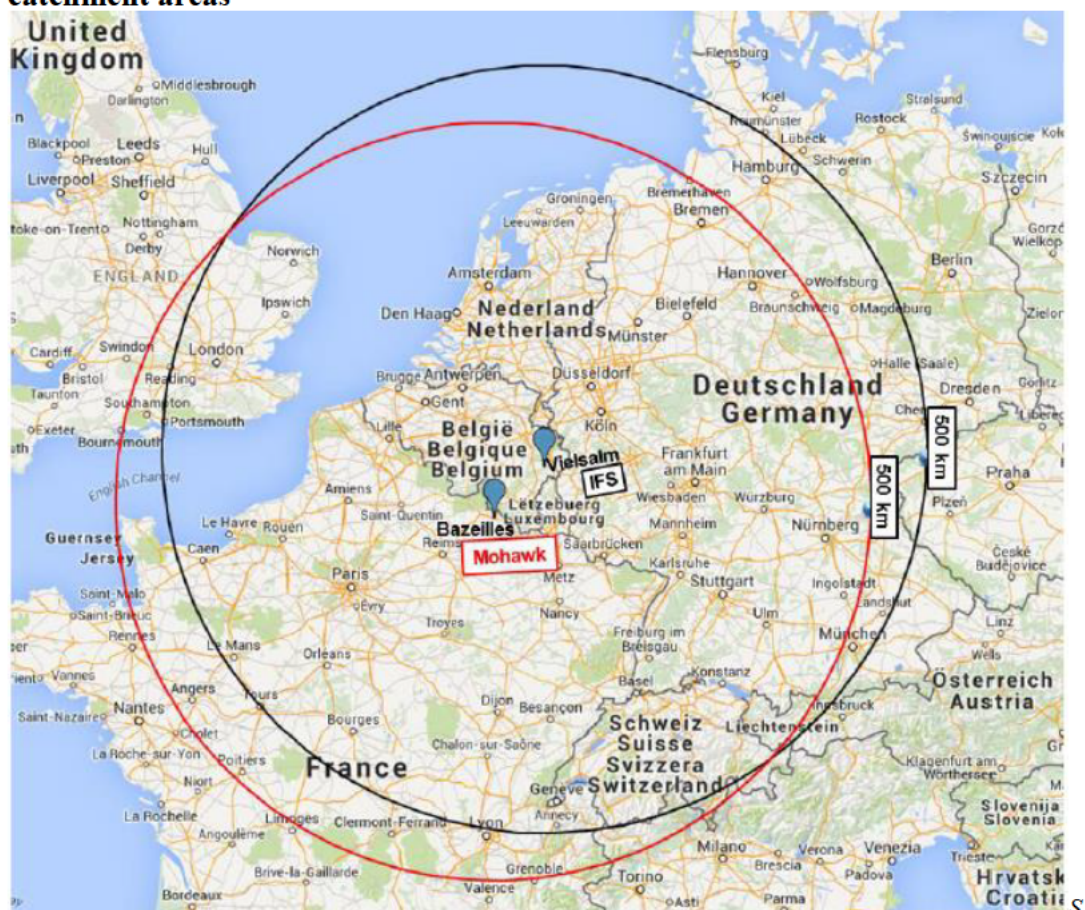 catchment areas
United
Kingdom
Middlesbrough
Darlington
n
Blackpool
Leeds
Hull
Preston
Liverpool
Sheffield
toke-on-Trent
Nottingham
Derby
Norwich
ENGLAND
Ipswich
Cardiff
Swindon
London
Bristol
Reading
Taunton
Southampton
Portsmouth
Exeter
Bournemouth
English Channel
Flensburg
Kiel
Neumünster
Lübeck
Stralsund
Rostock
Świnoujście
Hamburg
Schwerin
Szczecin
Bremerhaven
Bremen
Groningen
Leeuwarden
Berlin
Amsterdam
Hannover
Wolfsburg
Den Haag
Nederland
Netherlands
Bielefeld
Braunschweig
Magdeburg
Münster
Brugge
Antwerpen
Düsseldorf
Halle (Saale)
Gent
Deutschland
Germany
Dresden
Lille
België
Belgique
Belgium
Köln
Vielsalm
IFS
Frankfurt
am Main
500 km
500 km
Praha
Plzeň
Amiens
Wiesbaden
Würzburg
Saint-Quentin
Lëtzebuerg
Luxembourg
Bazeilles
Mohawk
Mannheim
Nürnberg
Le Havre
Rouen
Reims
Saarbrücken
Guernsey
Jersey
Caen
Metz
Karlsruhe
České
Budějovice
Paris
Stuttgart
Ingolstadt
Landshut
Saint-Malo
Évry
Nancy
Saint-Brieuc
Troyes
Ulm
Linz
Rennes
Freiburg im
Breisgau
München
Wels
Le Mans
Orléans
Basel
Konstanz
Österreich
Austria
Vannes
Angers
Tours
Dijon
Besançon
Innsbruck
Saint-Nazaire
Nantes
Bourges
Schweiz
Suisse
Svizzera
Switzerland
Liechtenstein
Cholet
Chalon-sur-Saône
La Roche-sur-Yon
Poitiers
France
Klagenfurt am
Wörthersee
Niort
Genève
La Rochelle
Limoges
Clermont-Ferrand
Lyon
Annecy
Slovenija
Slovenia
Angoulême
Milano
Verona
Venezia
Brive-la-Gaillarde
Grenoble
Brescia
Padova
Trieste
Valence
Torino
Hrvatsk
Croatia
Bordeaux
Asti
Parma
S